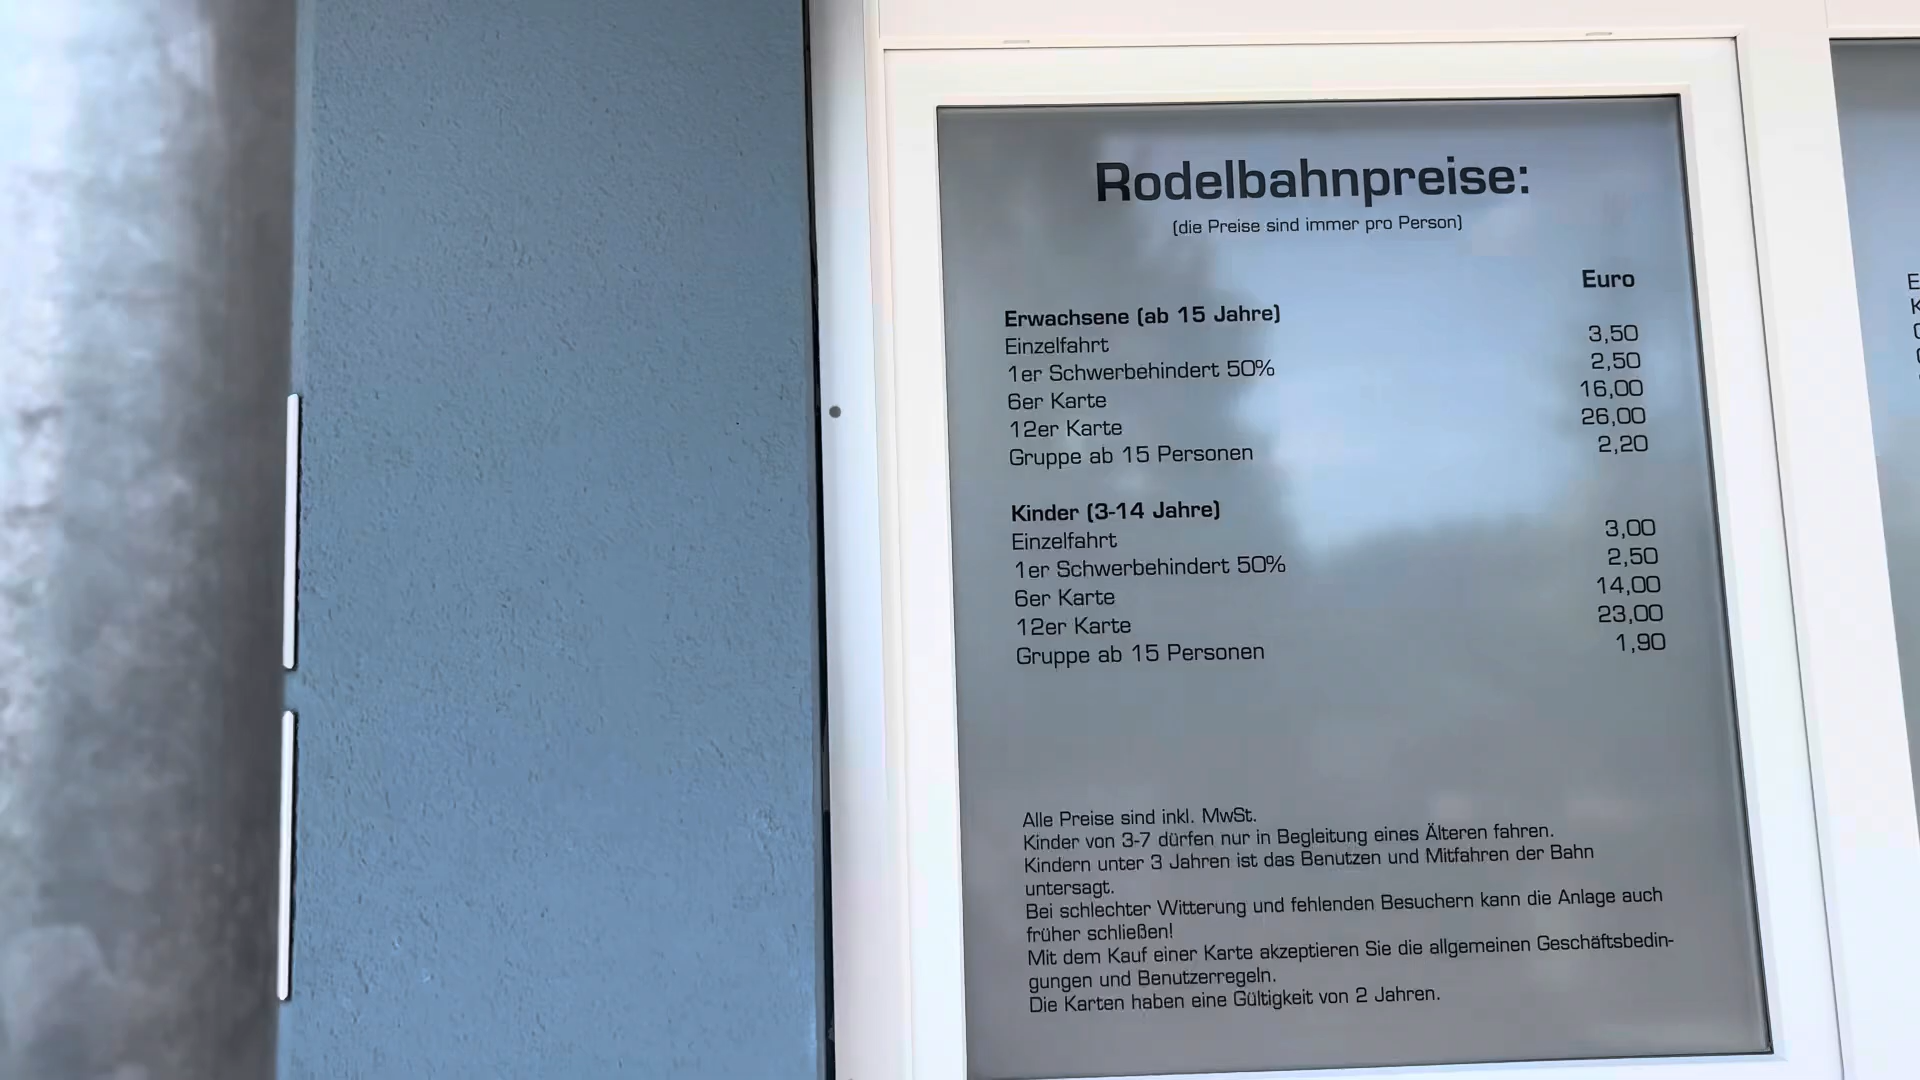 Rodelbahnpreise:
(die Preise sind immer pro Person)
Euro
Erwachsene (ab 15 Jahre)
Einzelfahrt 3,50
1er Schwerbehindert 50% 2,50
6er Karte 16,00
12er Karte 26,00
Gruppe ab 15 Personen 2,20
Kinder (3-14 Jahre)
Einzelfahrt 3,00
1er Schwerbehindert 50% 2,50
6er Karte 14,00
12er Karte 23,00
Gruppe ab 15 Personen 1,90
Alle Preise sind inkl. MwSt.
Kinder von 3-7 dürfen nur in Begleitung eines Älteren fahren.
Kindern unter 3 Jahren ist das Benutzen und Mitfahren der Bahn
untersagt.
Bei schlechter Witterung und fehlenden Besuchern kann die Anlage auch
früher schließen!
Mit dem Kauf einer Karte akzeptieren Sie die allgemeinen Geschäftsbedin-
gungen und Benutzerregeln.
Die Karten haben eine Gültigkeit von 2 Jahren.